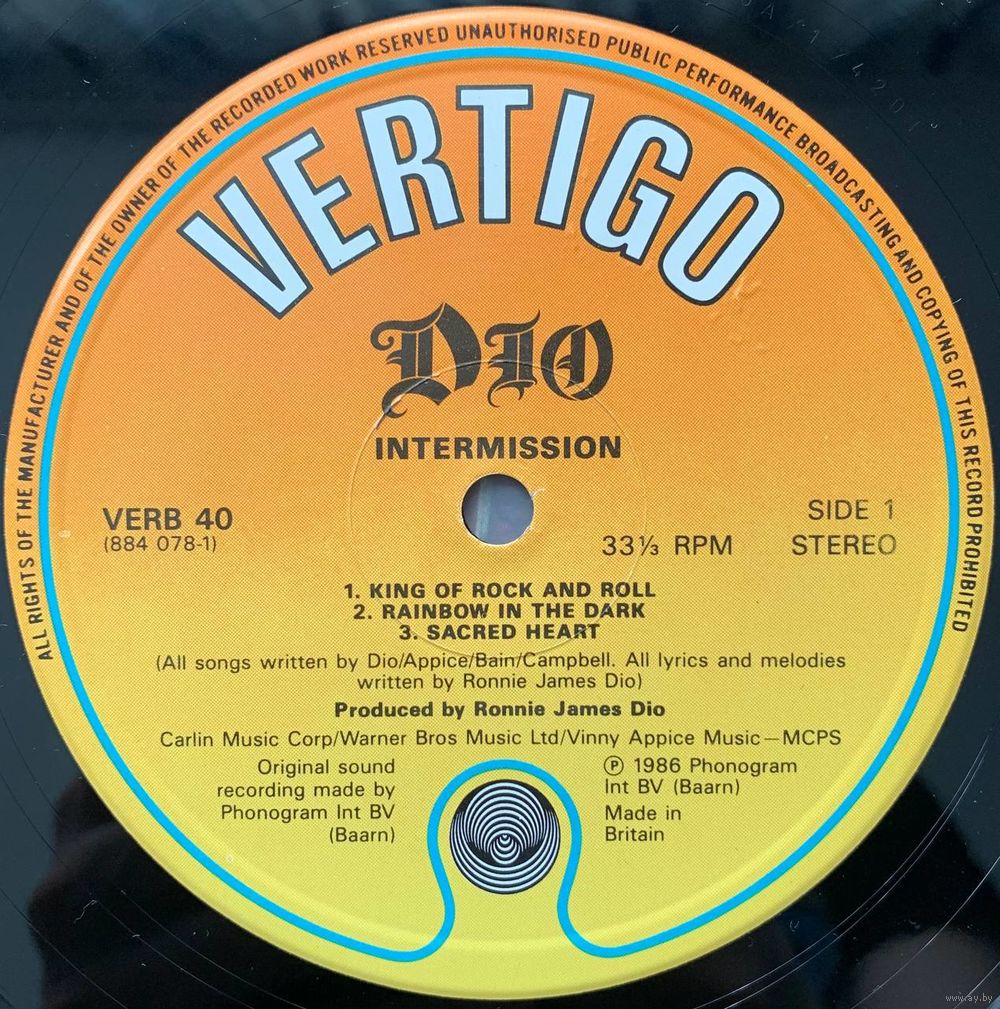 ALL RIGHTS OF THE MANUFACTURER AND OF THE OWNER OF THE RECORDED WORK RESERVED UNAUTHORISED PUBLIC PERFORMANCE BROADCASTING AND COPYING OF THIS RECORD PROHIBITED
VERTIGO
DIO
INTERMISSION
VERB 40
(884 078-1)
SIDE 1
33⅓ RPM STEREO
1. KING OF ROCK AND ROLL
2. RAINBOW IN THE DARK
3. SACRED HEART
(All songs written by Dio/Appice/Bain/Campbell. All lyrics and melodies
written by Ronnie James Dio)
Produced by Ronnie James Dio
Carlin Music Corp/Warner Bros Music Ltd/Vinny Appice Music—MCPS
Original sound
recording made by
Phonogram Int BV
(Baarn)
Ⓟ 1986 Phonogram
Int BV (Baarn)
Made in
Britain
www.ay.by